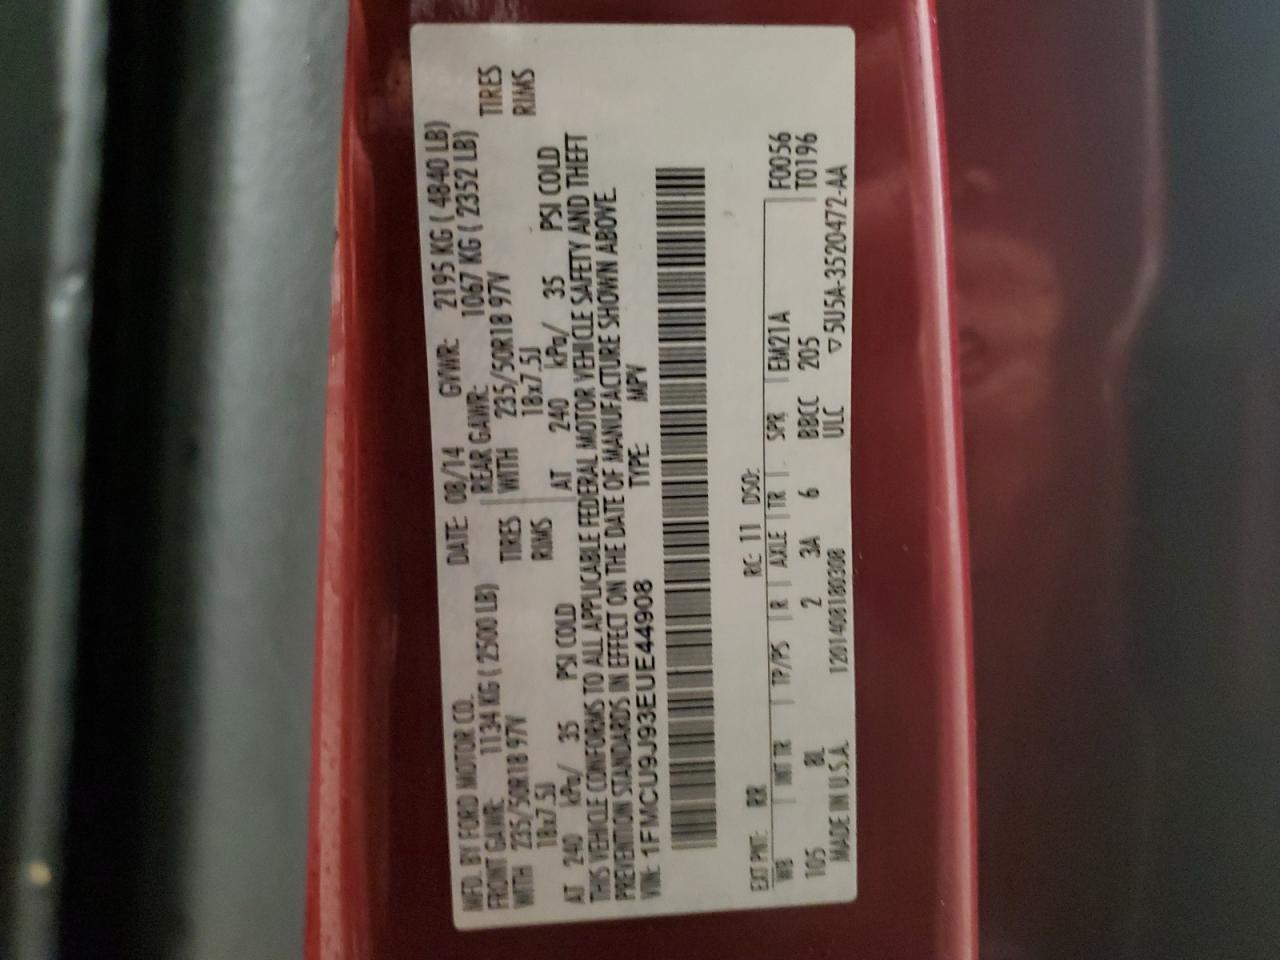 MFD. BY FORD MOTOR CO. DATE: 08/14 GVWR: 2195 KG ( 4840 LB)
FRONT GAWR: 1134 KG ( 2500 LB) REAR GAWR: 1067 KG ( 2352 LB)
WITH 235/50R18 97V TIRES WITH 235/50R18 97V TIRES
18x7.5J RIMS 18x7.5J RIMS
AT 240 kPa/ 35 PSI COLD AT 240 kPa/ 35 PSI COLD
THIS VEHICLE CONFORMS TO ALL APPLICABLE FEDERAL MOTOR VEHICLE SAFETY AND THEFT
PREVENTION STANDARDS IN EFFECT ON THE DATE OF MANUFACTURE SHOWN ABOVE.
VIN: 1FMCU9J93EUE44908 TYPE: MPV
EXT PNT: RR RC: 11 DSO:
WB INT TR TP/PS R AXLE TR SPR EM21A F0056
105 BL 2 3A 6 BBCC 205 T0196
ULC
MADE IN U.S.A. 120140818030​8 ▽5U5A-3520472-AA